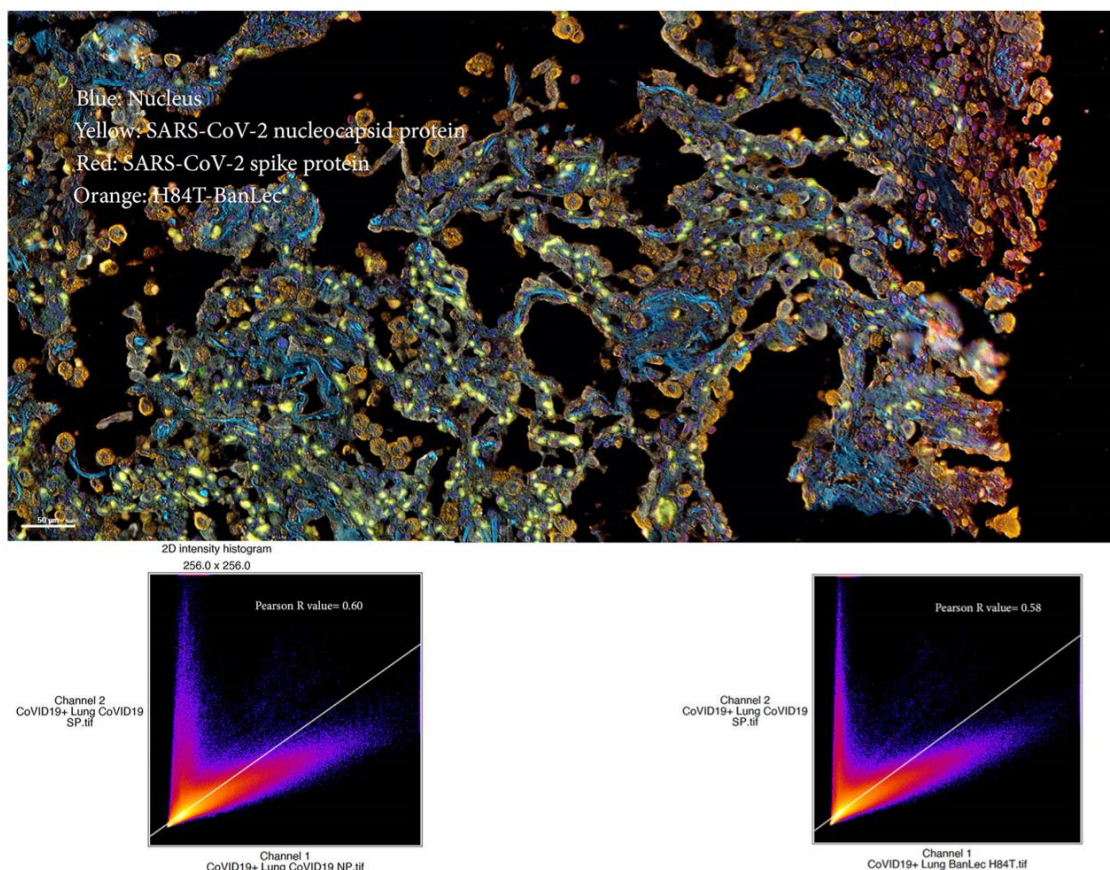 Blue: Nucleus
Yellow: SARS-CoV-2 nucleocapsid protein
Red: SARS-CoV-2 spike protein
Orange: H84T-BanLec
50 µm
2D intensity histogram
256.0 x 256.0
Pearson R value= 0.60
Channel 2
CoVID19+ Lung CoVID19
SP.tif
Channel 1
CoVID19+ Lung CoVID19 NP.tif
Pearson R value= 0.58
Channel 2
CoVID19+ Lung CoVID19
SP.tif
Channel 1
CoVID19+ Lung BanLec H84T.tif